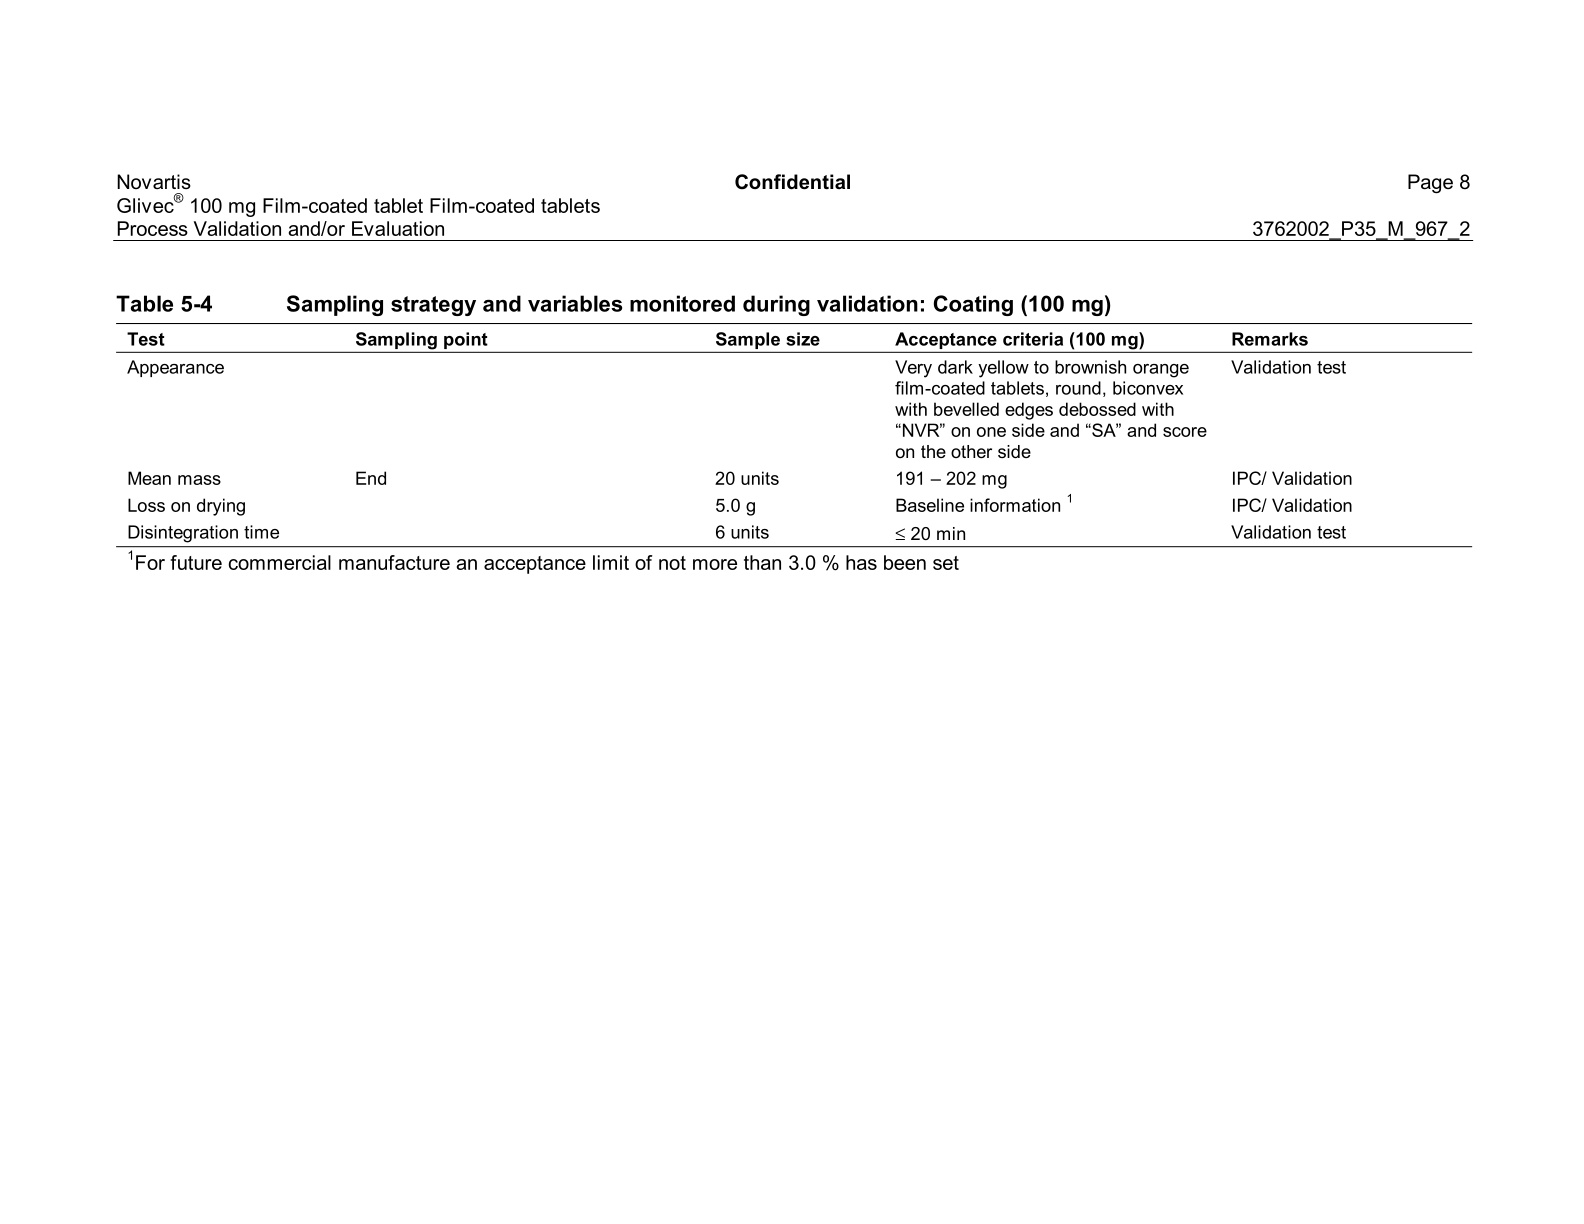 Novartis Confidential Page 8
Glivec® 100 mg Film-coated tablet Film-coated tablets
Process Validation and/or Evaluation 3762002_P35_M_967_2
Table 5-4 Sampling strategy and variables monitored during validation: Coating (100 mg)
Test Sampling point Sample size Acceptance criteria (100 mg) Remarks
Appearance Very dark yellow to brownish orange Validation test
film-coated tablets, round, biconvex
with bevelled edges debossed with
“NVR” on one side and “SA” and score
on the other side
Mean mass End 20 units 191 – 202 mg IPC/ Validation
Loss on drying 5.0 g Baseline information 1 IPC/ Validation
Disintegration time 6 units ≤ 20 min Validation test
1For future commercial manufacture an acceptance limit of not more than 3.0 % has been set